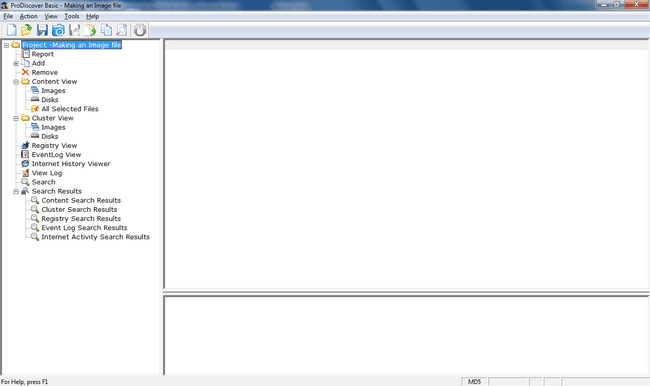 ProDiscover Basic - Making an Image file
File Action View Tools Help
Project -Making an Image file
Report
Add
Remove
Content View
Images
Disks
All Selected Files
Cluster View
Images
Disks
Registry View
EventLog View
Internet History Viewer
View Log
Search
Search Results
Content Search Results
Cluster Search Results
Registry Search Results
Event Log Search Results
Internet Activity Search Results
For Help, press F1
MD5